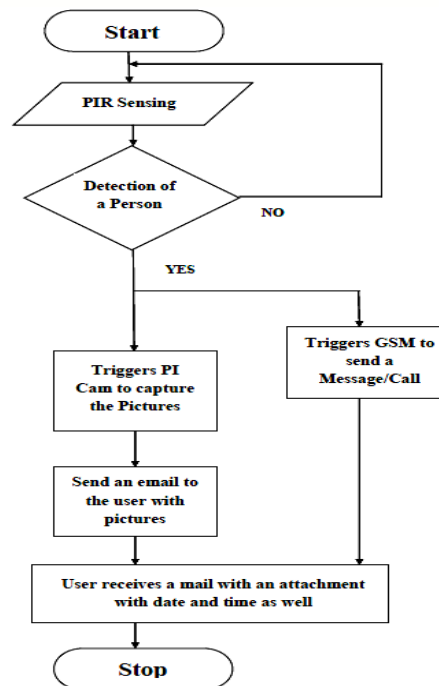 Start
PIR Sensing
Detection of
a Person
NO
YES
Triggers PI
Cam to capture
the Pictures
Triggers GSM to
send a
Message/Call
Send an email to
the user with
pictures
User receives a mail with an attachment
with date and time as well
Stop